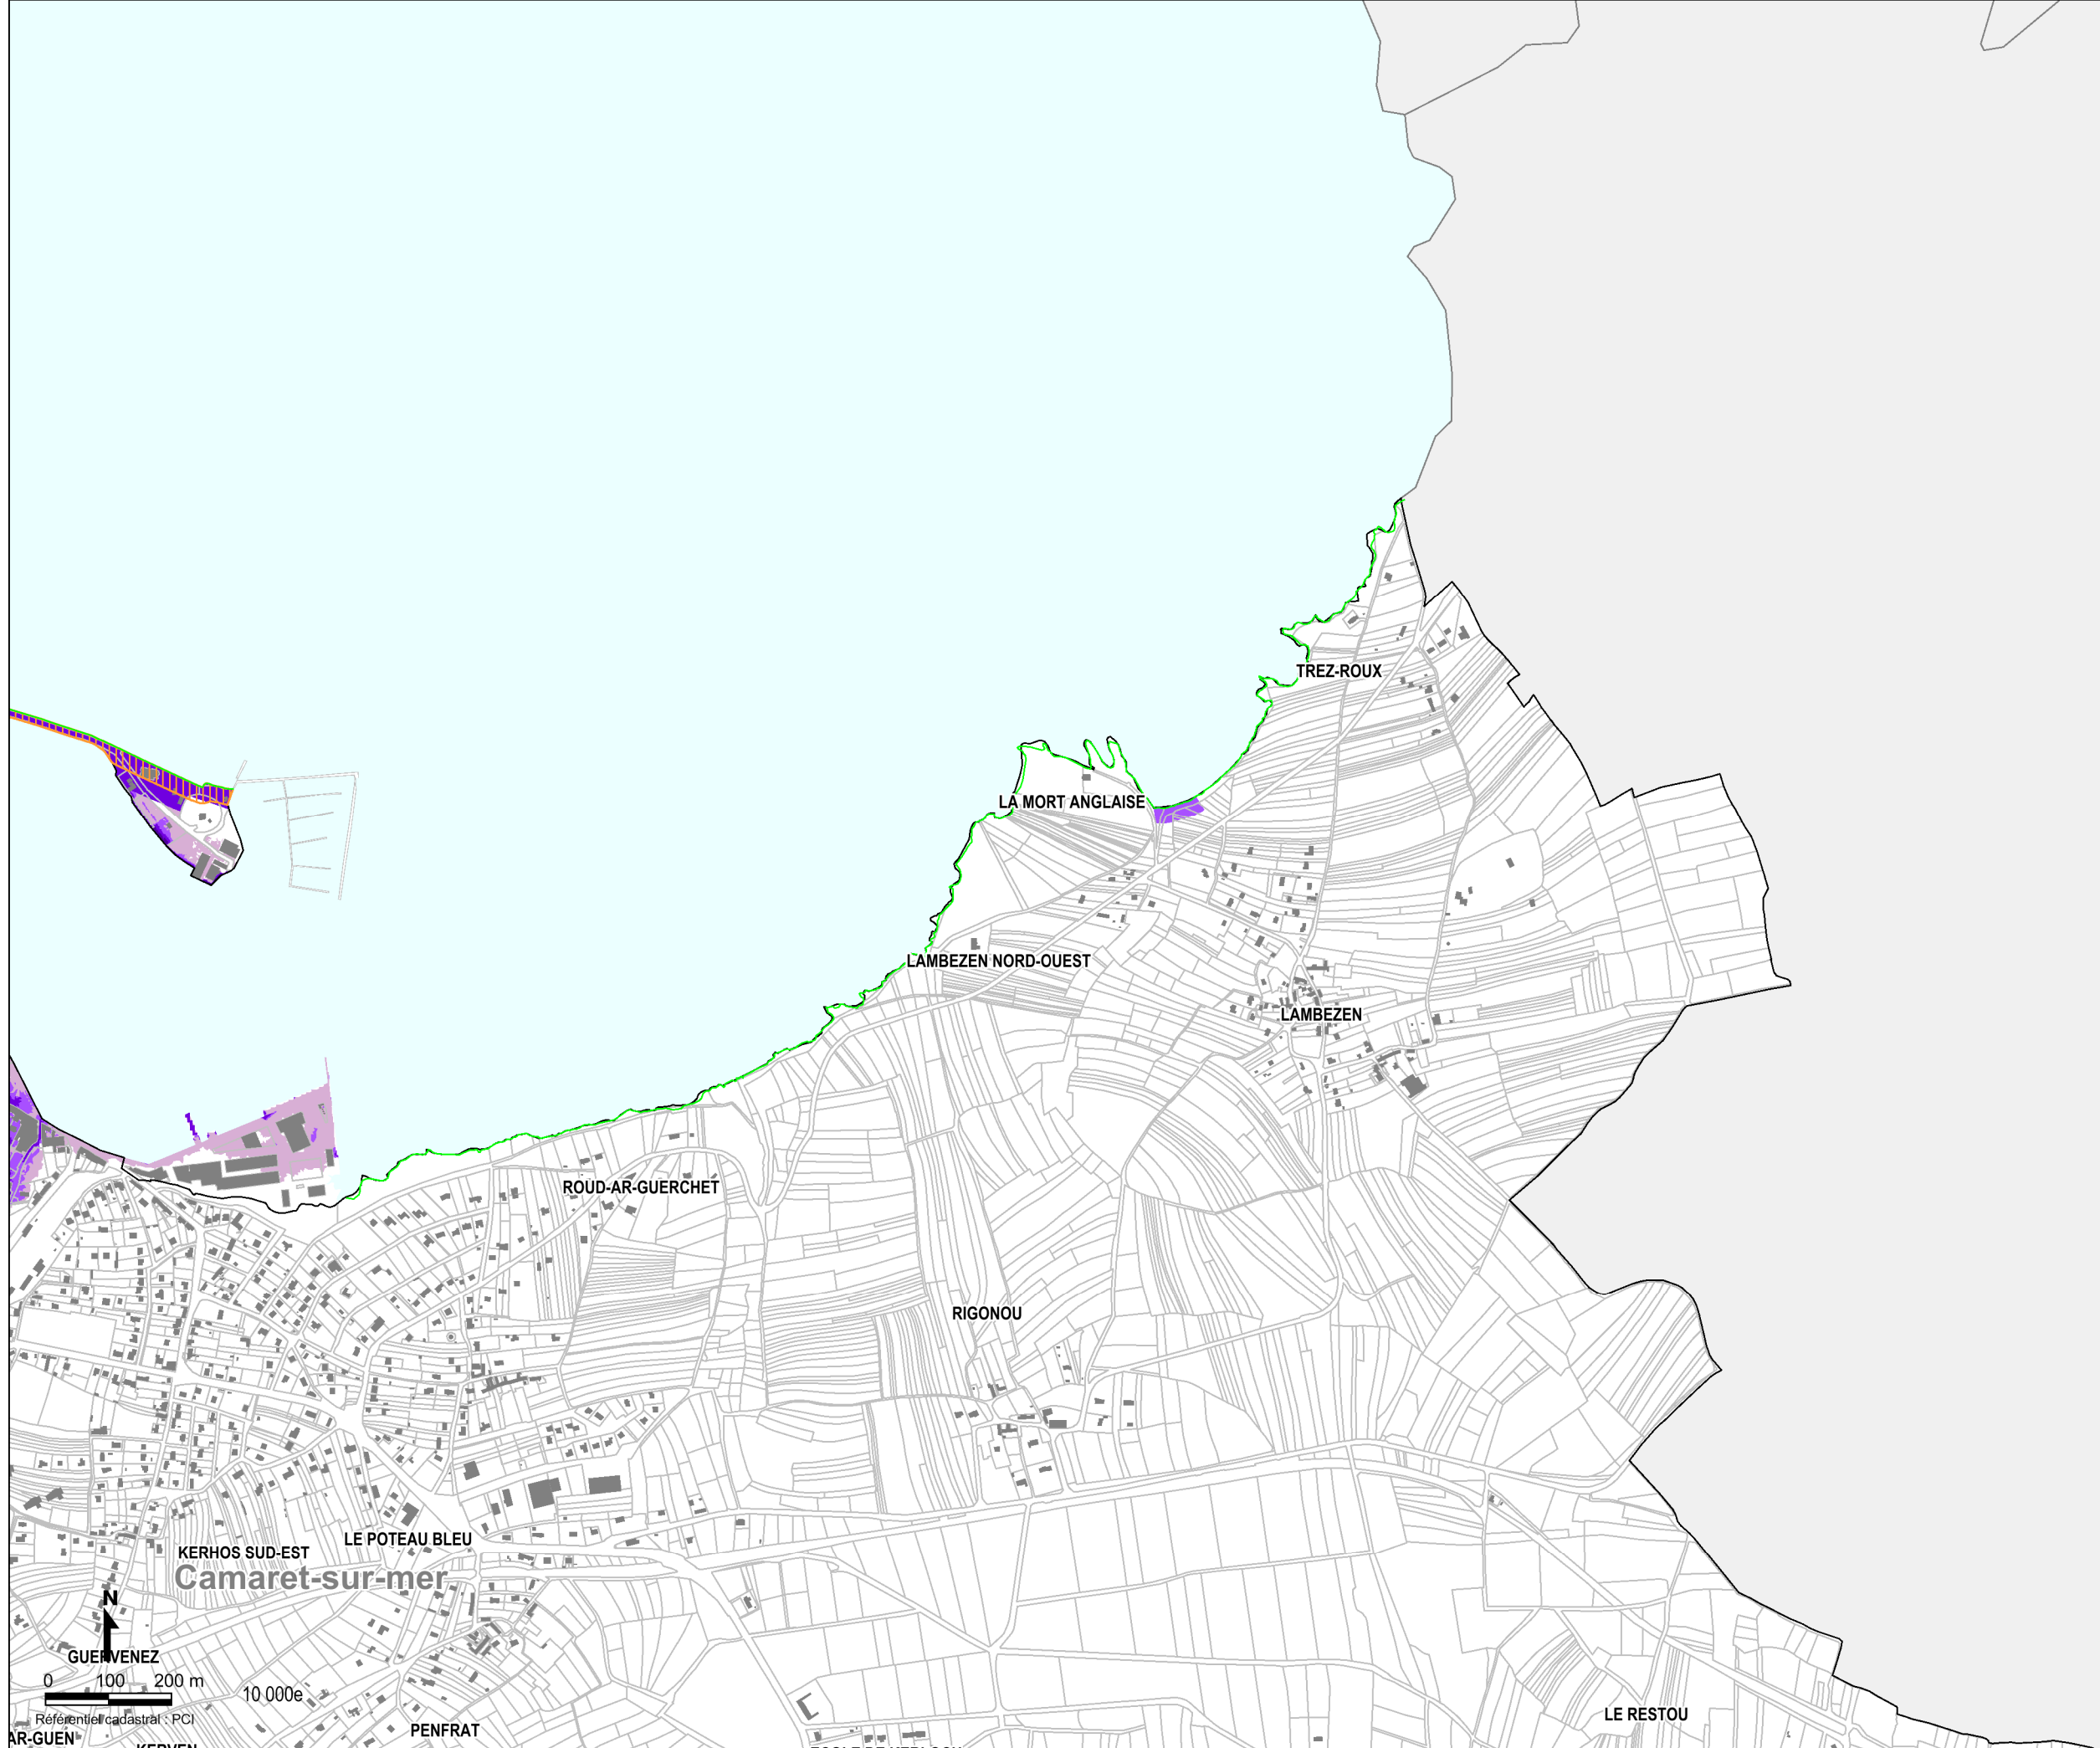 TREZ-ROUX
LA MORT ANGLAISE
LAMBEZEN NORD-OUEST
LAMBEZEN
ROUD-AR-GUERCHET
RIGONOU
LE POTEAU BLEU
KERHOS SUD-EST
Camaret-sur-mer
N
GUERVENEZ
0 100 200 m
10 000e
Référentiel cadastral : PCI
LE RESTOU
PENFRAT
AR-GUEN